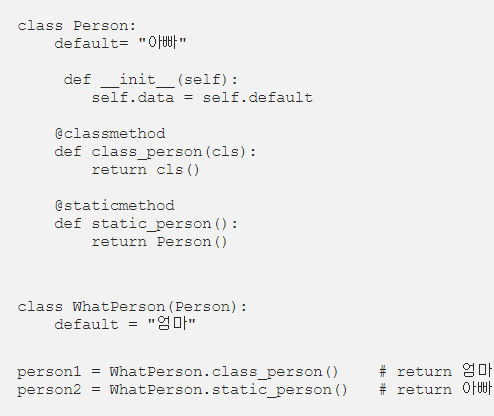 class Person:
    default= "아빠"
     def __init__(self):
        self.data = self.default
    @classmethod
    def class_person(cls):
        return cls()
    @staticmethod
    def static_person():
        return Person()
class WhatPerson(Person):
    default = "엄마"
person1 = WhatPerson.class_person()    # return 엄마
person2 = WhatPerson.static_person()   # return 아빠